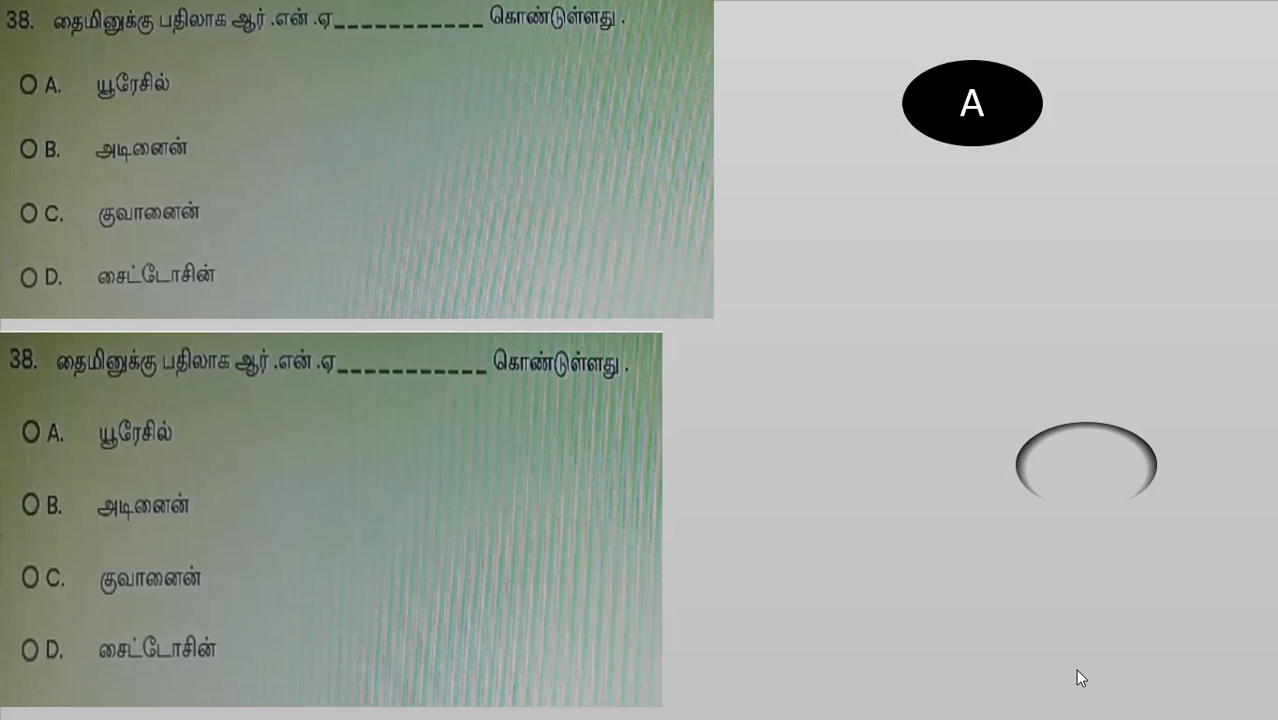 38. தைமினுக்கு பதிலாக ஆர் .என் .ஏ___________ கொண்டுள்ளது .
A. யூரேசில்
B. அடினைன்
C. குவானைன்
D. சைட்டோசின்
A
38. தைமினுக்கு பதிலாக ஆர் .என் .ஏ___________ கொண்டுள்ளது .
A. யூரேசில்
B. அடினைன்
C. குவானைன்
D. சைட்டோசின்